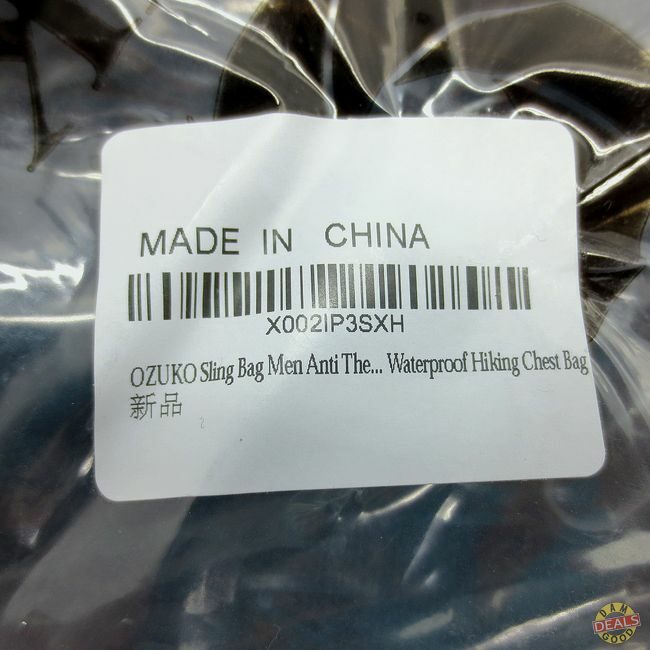 MADE IN CHINA
X002IP3SXH
OZUKO Sling Bag Men Anti The... Waterproof Hiking Chest Bag
新品
DAM
DEALS
GOOD